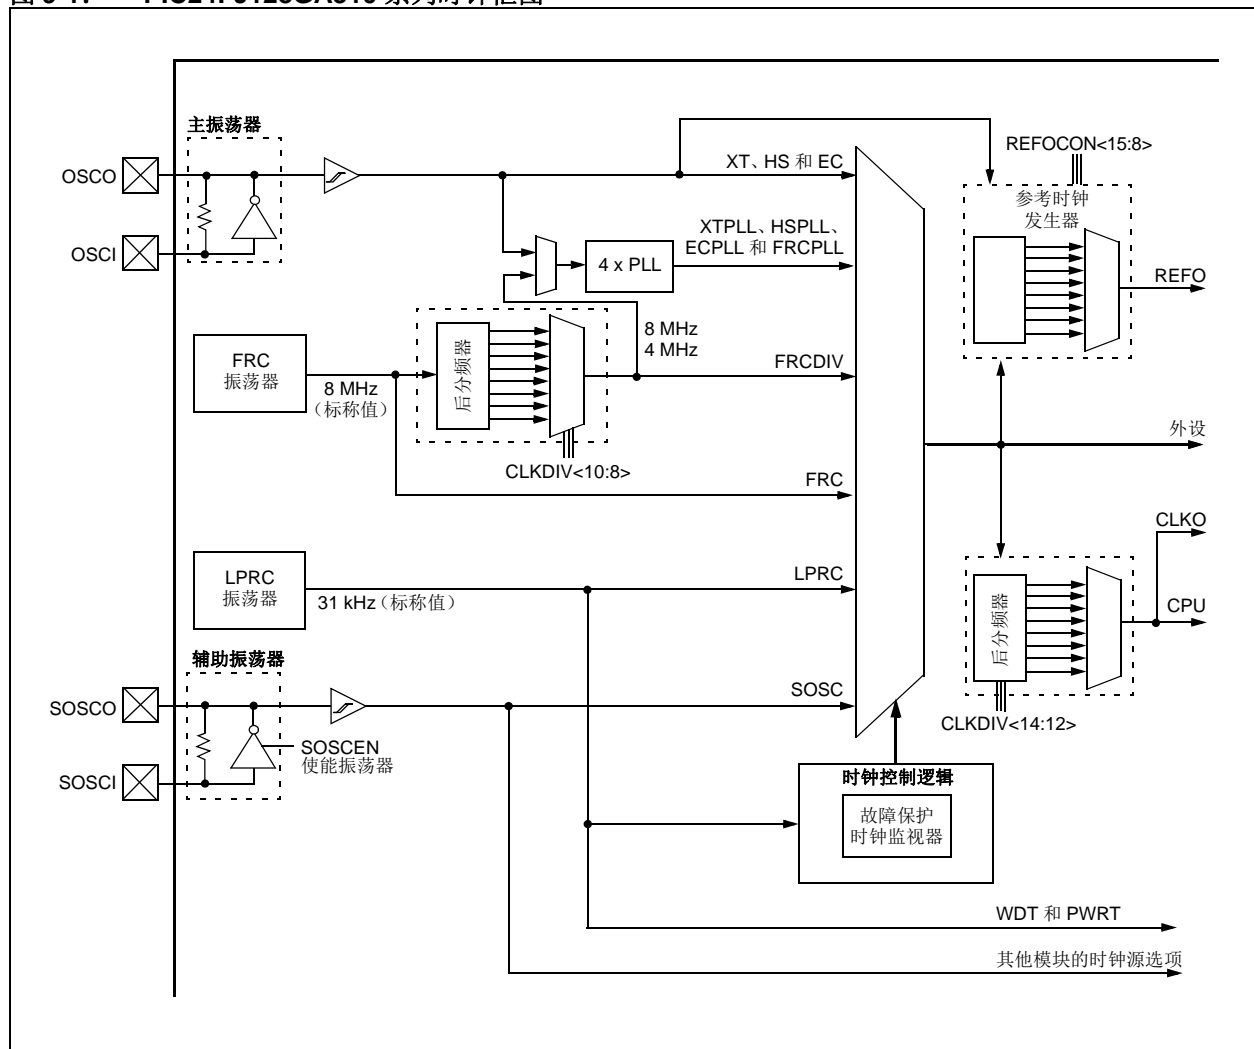 主振荡器
OSCO
OSCI
XT、HS 和 EC
REFOCON<15:8>
参考时钟
发生器
REFO
XTPLL、HSPLL、
ECPLL 和 FRCPLL
4 x PLL
8 MHz
4 MHz
FRC
振荡器
8 MHz
（标称值）
后分频器
FRCDIV
CLKDIV<10:8>
外设
FRC
CLKO
LPRC
振荡器
31 kHz（标称值）
LPRC
后分频器
CPU
辅助振荡器
SOSCO
SOSC
CLKDIV<14:12>
SOSCEN
使能振荡器
SOSCI
时钟控制逻辑
故障保护
时钟监视器
WDT 和 PWRT
其他模块的时钟源选项